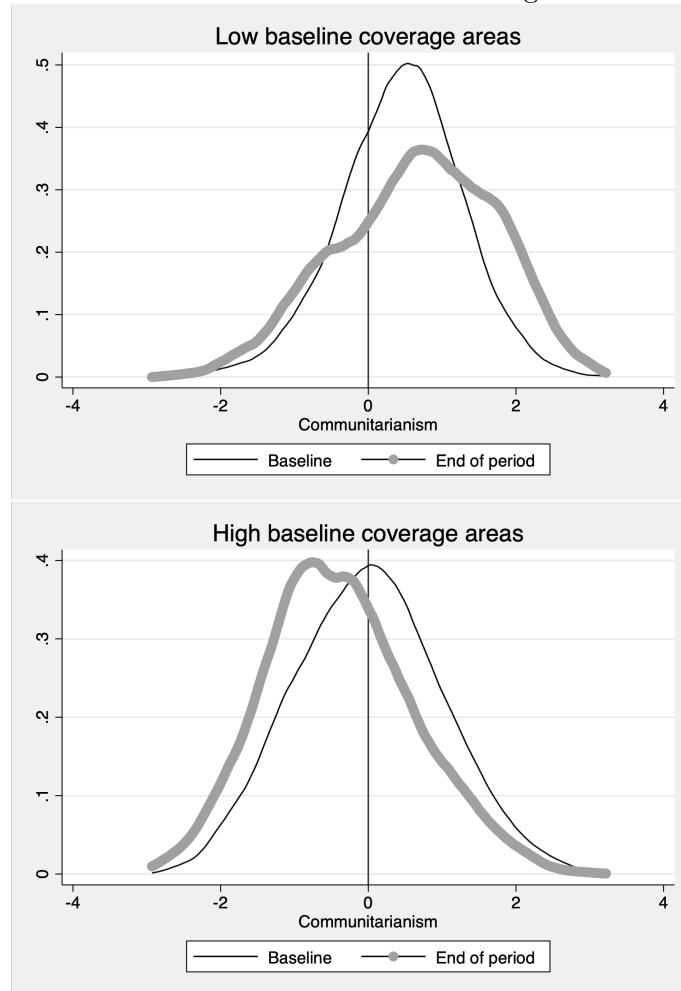 Low baseline coverage areas
.5
.4
.3
.2
.1
0
-4 -2 0 2 4
Communitarianism
Baseline End of period
High baseline coverage areas
.4
.3
.2
.1
0
-4 -2 0 2 4
Communitarianism
Baseline End of period